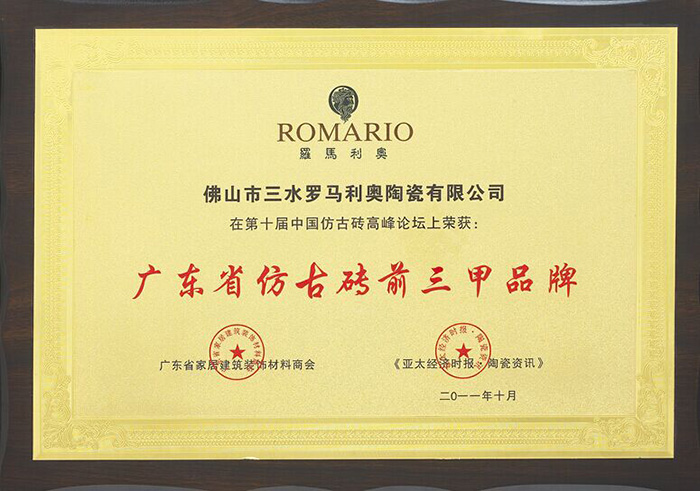 ROMARIO
羅馬利奥
佛山市三水罗马利奥陶瓷有限公司
在第十届中国仿古砖高峰论坛上荣获：
广东省仿古砖前三甲品牌
广东省家居建筑装饰材料商会
《亚太经济时报·陶瓷资讯》
二〇一一年十月